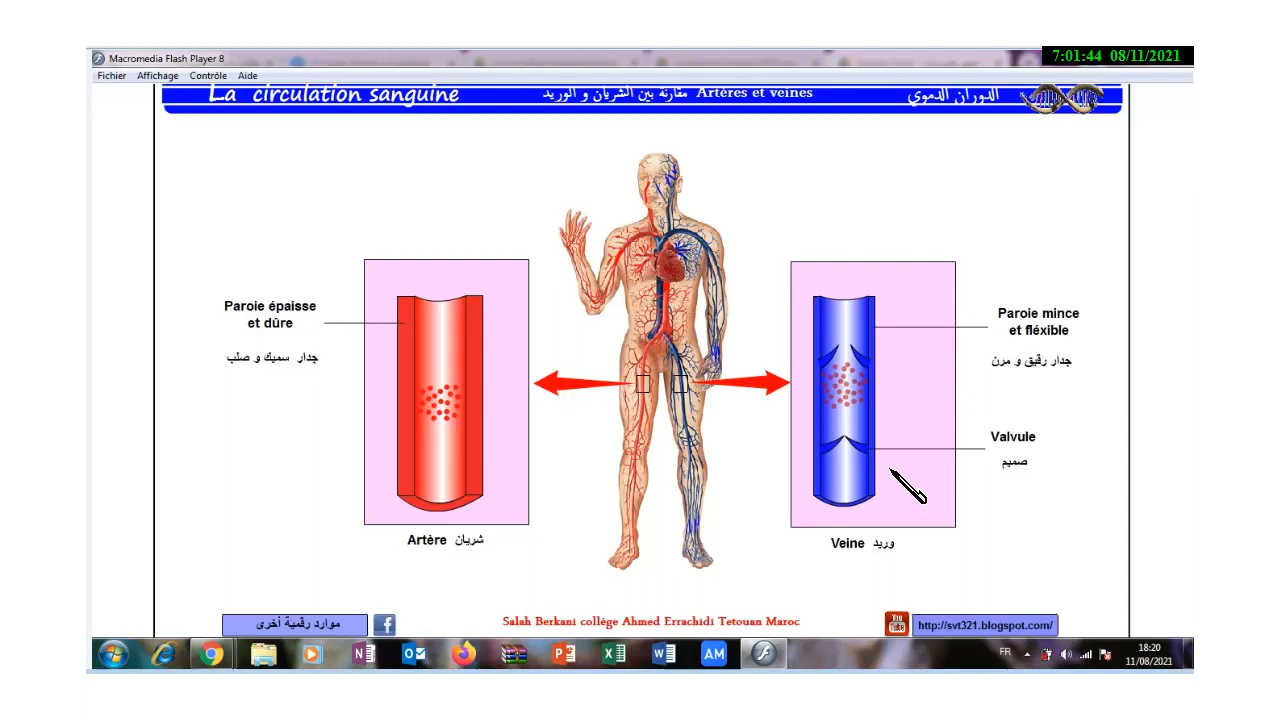 Macromedia Flash Player 8
7:01:44 08/11/2021
Fichier Affichage Contrôle Aide
La circulation sanguine
مقارنة بين الشريان و الوريد Artères et veines
الدوران الدموي
Paroie épaisse
et dûre
جدار سميك و صلب
Paroie mince
et fléxible
جدار رقيق و مرن
Valvule
صميم
Artère شريان
Veine وريد
موارد رقمية أخرى
Salah Berkani collège Ahmed Errachidi Tetouan Maroc
You Tube
http://svt321.blogspot.com/
FR
18:20
11/08/2021
AM